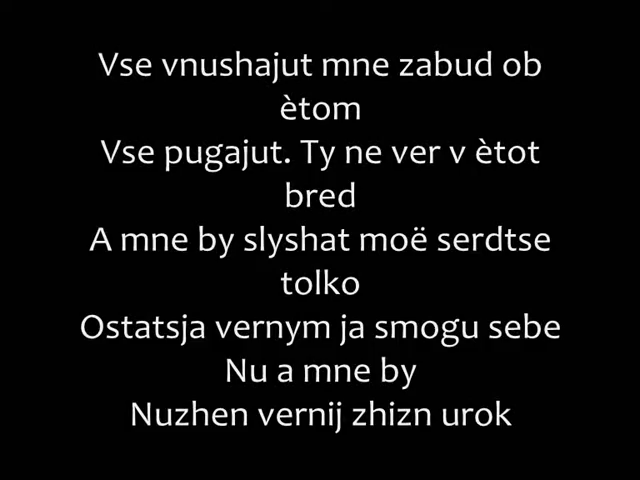 Vse vnushajut mne zabud ob
ètom
Vse pugajut. Ty ne ver v ètot
bred
A mne by slyshat moë serdtse
tolko
Ostatsja vernym ja smogu sebe
Nu a mne by
Nuzhen vernij zhizn urok